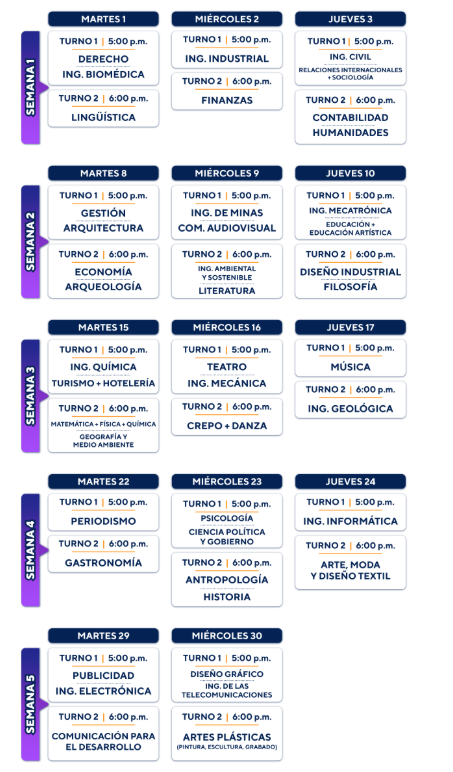 SEMANA 1
MARTES 1
TURNO 1 | 5:00 p.m.
DERECHO
ING. BIOMÉDICA
TURNO 2 | 6:00 p.m.
LINGÜÍSTICA
MIÉRCOLES 2
TURNO 1 | 5:00 p.m.
ING. INDUSTRIAL
TURNO 2 | 6:00 p.m.
FINANZAS
JUEVES 3
TURNO 1 | 5:00 p.m.
ING. CIVIL
RELACIONES INTERNACIONALES
+ SOCIOLOGÍA
TURNO 2 | 6:00 p.m.
CONTABILIDAD
HUMANIDADES
SEMANA 2
MARTES 8
TURNO 1 | 5:00 p.m.
GESTIÓN
ARQUITECTURA
TURNO 2 | 6:00 p.m.
ECONOMÍA
ARQUEOLOGÍA
MIÉRCOLES 9
TURNO 1 | 5:00 p.m.
ING. DE MINAS
COM. AUDIOVISUAL
TURNO 2 | 6:00 p.m.
ING. AMBIENTAL
Y SOSTENIBLE
LITERATURA
JUEVES 10
TURNO 1 | 5:00 p.m.
ING. MECATRÓNICA
EDUCACIÓN +
EDUCACIÓN ARTÍSTICA
TURNO 2 | 6:00 p.m.
DISEÑO INDUSTRIAL
FILOSOFÍA
SEMANA 3
MARTES 15
TURNO 1 | 5:00 p.m.
ING. QUÍMICA
TURISMO + HOTELERÍA
TURNO 2 | 6:00 p.m.
MATEMÁTICA + FÍSICA + QUÍMICA
GEOGRAFÍA Y
MEDIO AMBIENTE
MIÉRCOLES 16
TURNO 1 | 5:00 p.m.
TEATRO
ING. MECÁNICA
TURNO 2 | 6:00 p.m.
CREPO + DANZA
JUEVES 17
TURNO 1 | 5:00 p.m.
MÚSICA
TURNO 2 | 6:00 p.m.
ING. GEOLÓGICA
SEMANA 4
MARTES 22
TURNO 1 | 5:00 p.m.
PERIODISMO
TURNO 2 | 6:00 p.m.
GASTRONOMÍA
MIÉRCOLES 23
TURNO 1 | 5:00 p.m.
PSICOLOGÍA
CIENCIA POLÍTICA
Y GOBIERNO
TURNO 2 | 6:00 p.m.
ANTROPOLOGÍA
HISTORIA
JUEVES 24
TURNO 1 | 5:00 p.m.
ING. INFORMÁTICA
TURNO 2 | 6:00 p.m.
ARTE, MODA
Y DISEÑO TEXTIL
SEMANA 5
MARTES 29
TURNO 1 | 5:00 p.m.
PUBLICIDAD
ING. ELECTRÓNICA
TURNO 2 | 6:00 p.m.
COMUNICACIÓN PARA
EL DESARROLLO
MIÉRCOLES 30
TURNO 1 | 5:00 p.m.
DISEÑO GRÁFICO
ING. DE LAS
TELECOMUNICACIONES
TURNO 2 | 6:00 p.m.
ARTES PLÁSTICAS
(PINTURA, ESCULTURA, GRABADO)